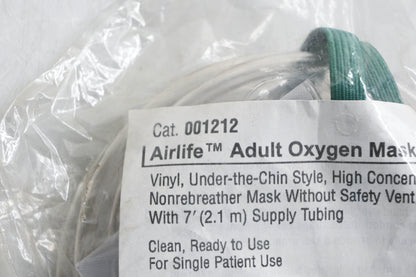 Cat. 001212
Airlife™ Adult Oxygen Mask
Vinyl, Under-the-Chin Style, High Concen
Nonrebreather Mask Without Safety Vent
With 7′ (2.1 m) Supply Tubing
Clean, Ready to Use
For Single Patient Use